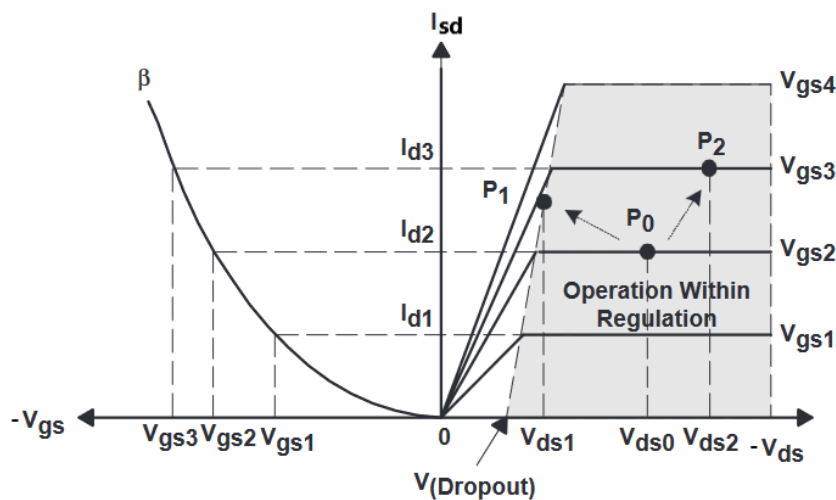 Isd
β
Vgs4
Id3
P2
Vgs3
P1
P0
Id2
Vgs2
Operation Within
Regulation
Id1
Vgs1
-Vgs
Vgs3
Vgs2
Vgs1
0
Vds1
Vds0
Vds2
-Vds
V(Dropout)